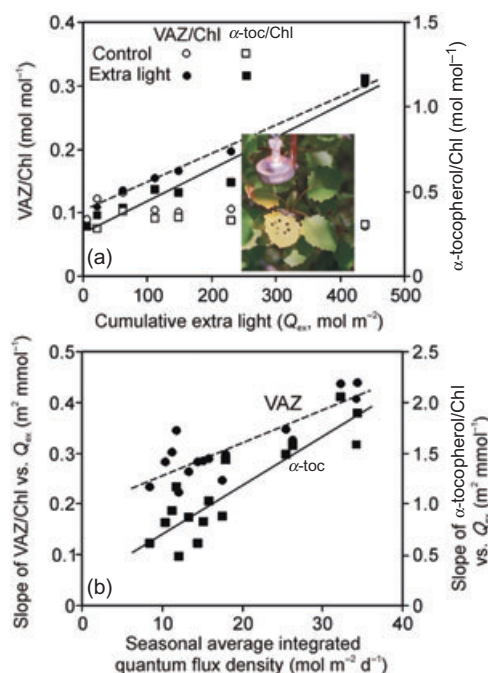 VAZ/Chl α-toc/Chl
Control
Extra light
VAZ/Chl (mol mol⁻¹)
0.4
0.3
0.2
0.1
0
α-tocopherol/Chl (mol mol⁻¹)
1.5
1.0
0.5
0
(a)
0 100 200 300 400 500
Cumulative extra light (Qₑₓ, mol m⁻²)
Slope of VAZ/Chl vs. Qₑₓ (m² mmol⁻¹)
0.5
0.4
0.3
0.2
0.1
0
VAZ
α-toc
2.5
2.0
1.5
1.0
0.5
0
Slope of α-tocopherol/Chl
vs. Qₑₓ (m² mmol⁻¹)
(b)
0 10 20 30 40
Seasonal average integrated
quantum flux density (mol m⁻² d⁻¹)